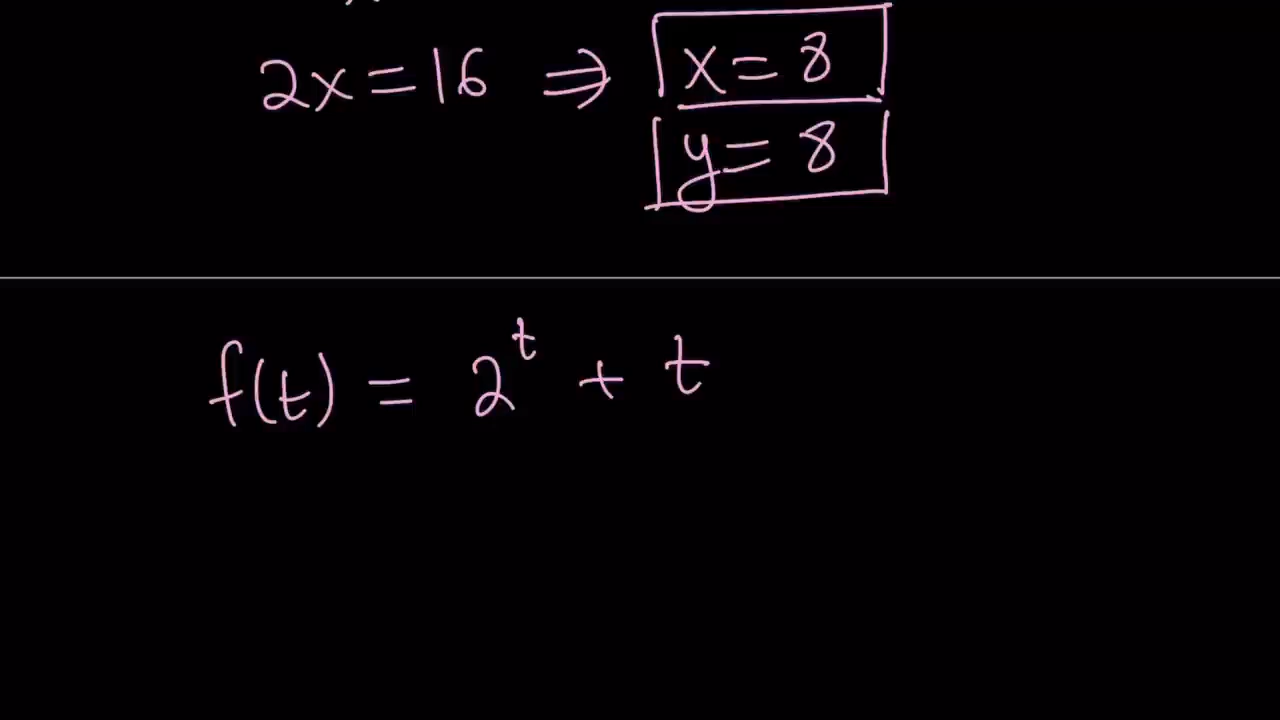 2x = 16 ⇒ x = 8
y = 8
f(t) = 2^t + t